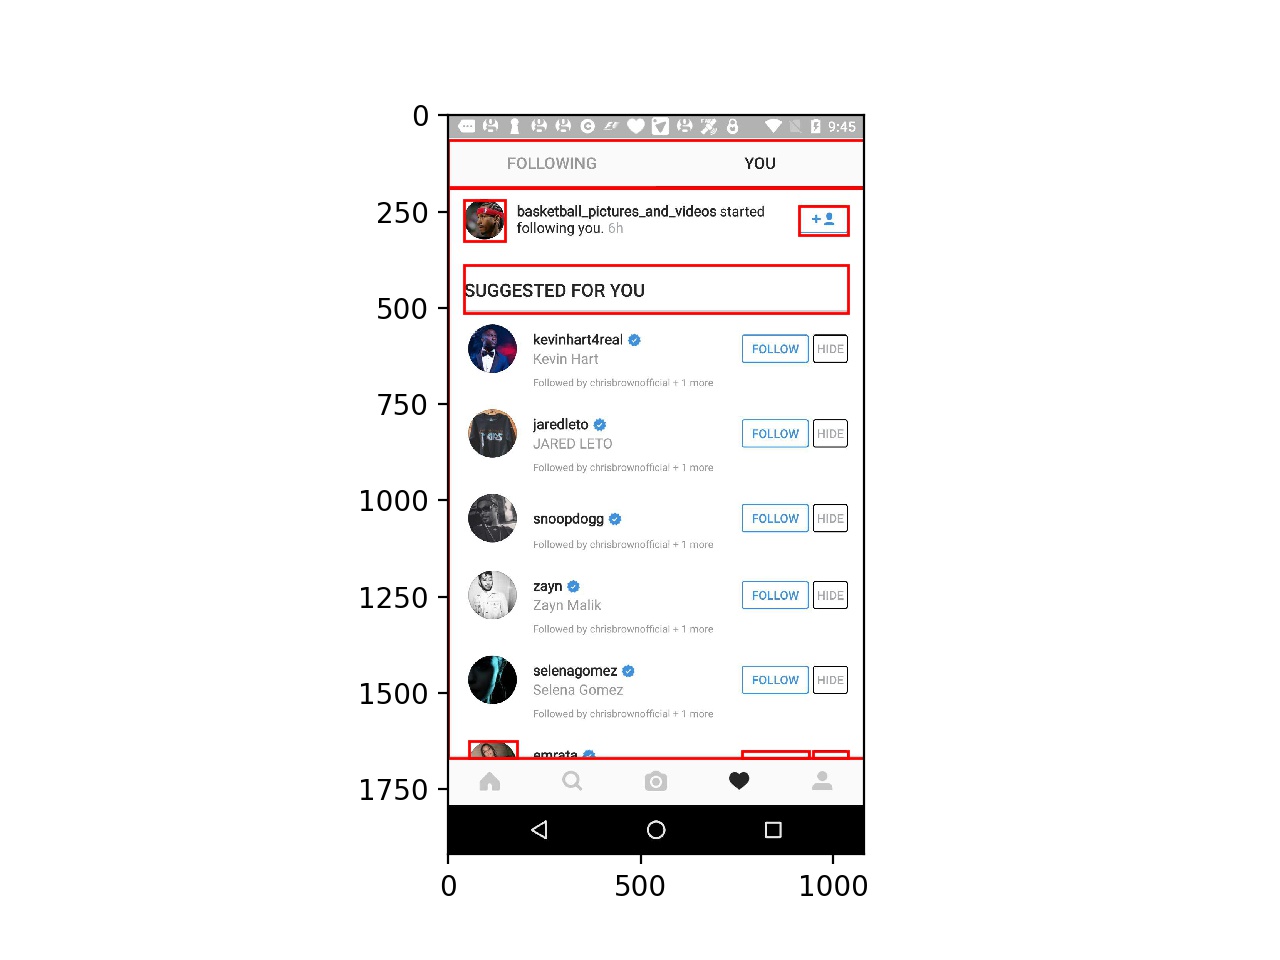 0
9:45
FOLLOWING YOU
250
basketball_pictures_and_videos started
following you. 6h
SUGGESTED FOR YOU
500
kevinhart4real
FOLLOW HIDE
Kevin Hart
Followed by chrisbrownofficial + 1 more
750
jaredleto
FOLLOW HIDE
JARED LETO
Followed by chrisbrownofficial + 1 more
1000
snoopdogg
FOLLOW HIDE
Followed by chrisbrownofficial + 1 more
1250
zayn
FOLLOW HIDE
Zayn Malik
Followed by chrisbrownofficial + 1 more
selenagomez
FOLLOW HIDE
1500
Selena Gomez
Followed by chrisbrownofficial + 1 more
emrata
1750
0 500 1000